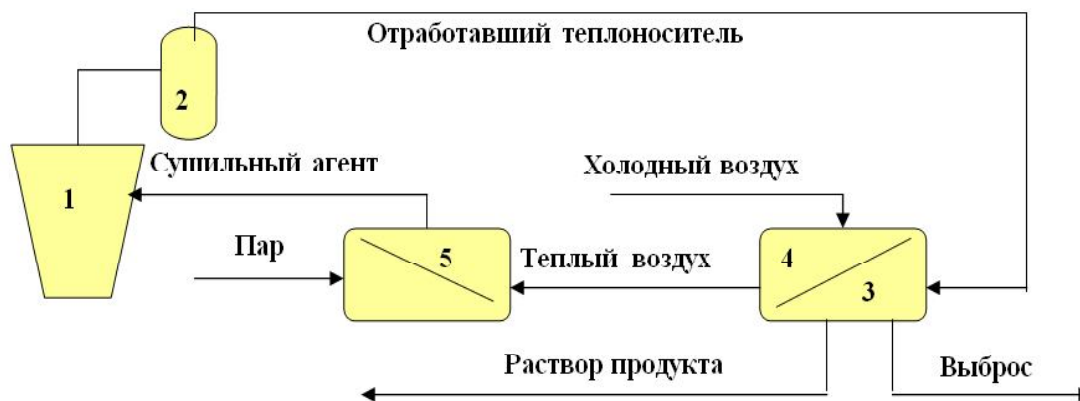 Отработавший теплоноситель
2
Сушильный агент
Холодный воздух
1
Пар
5
Теплый воздух
4
3
Раствор продукта
Выброс